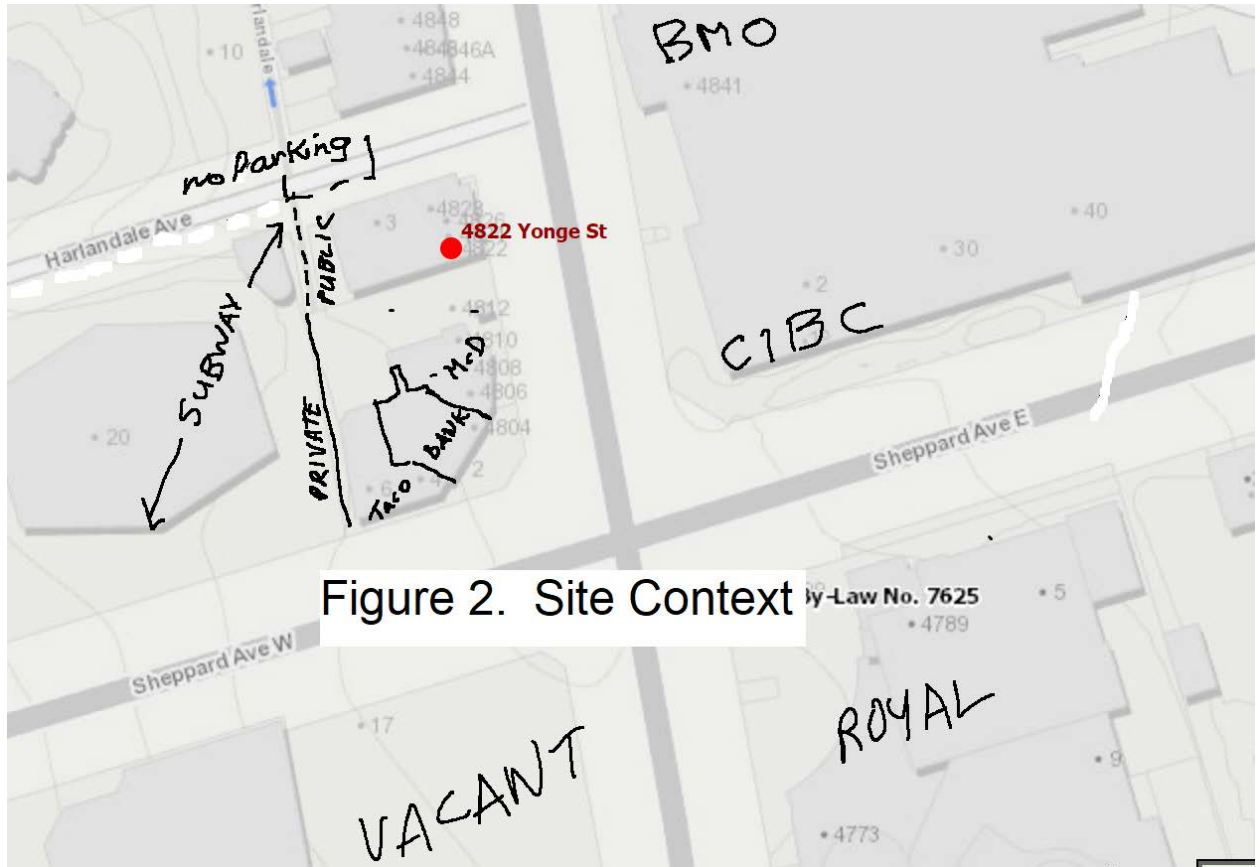 4848
BMO
10
4846A
4844
4841
no Parking
Harlandale Ave
PUBLIC
3
4828
4826
4822 Yonge St
4822
40
30
2
4812
4810
M-D
4808
4806
SUBWAY
PRIVATE
BANK
4804
2
CIBC
20
6
4
Taco
Sheppard Ave E
Figure 2. Site Context
By-Law No. 7625
5
4789
Sheppard Ave W
17
VACANT
ROYAL
9
4773